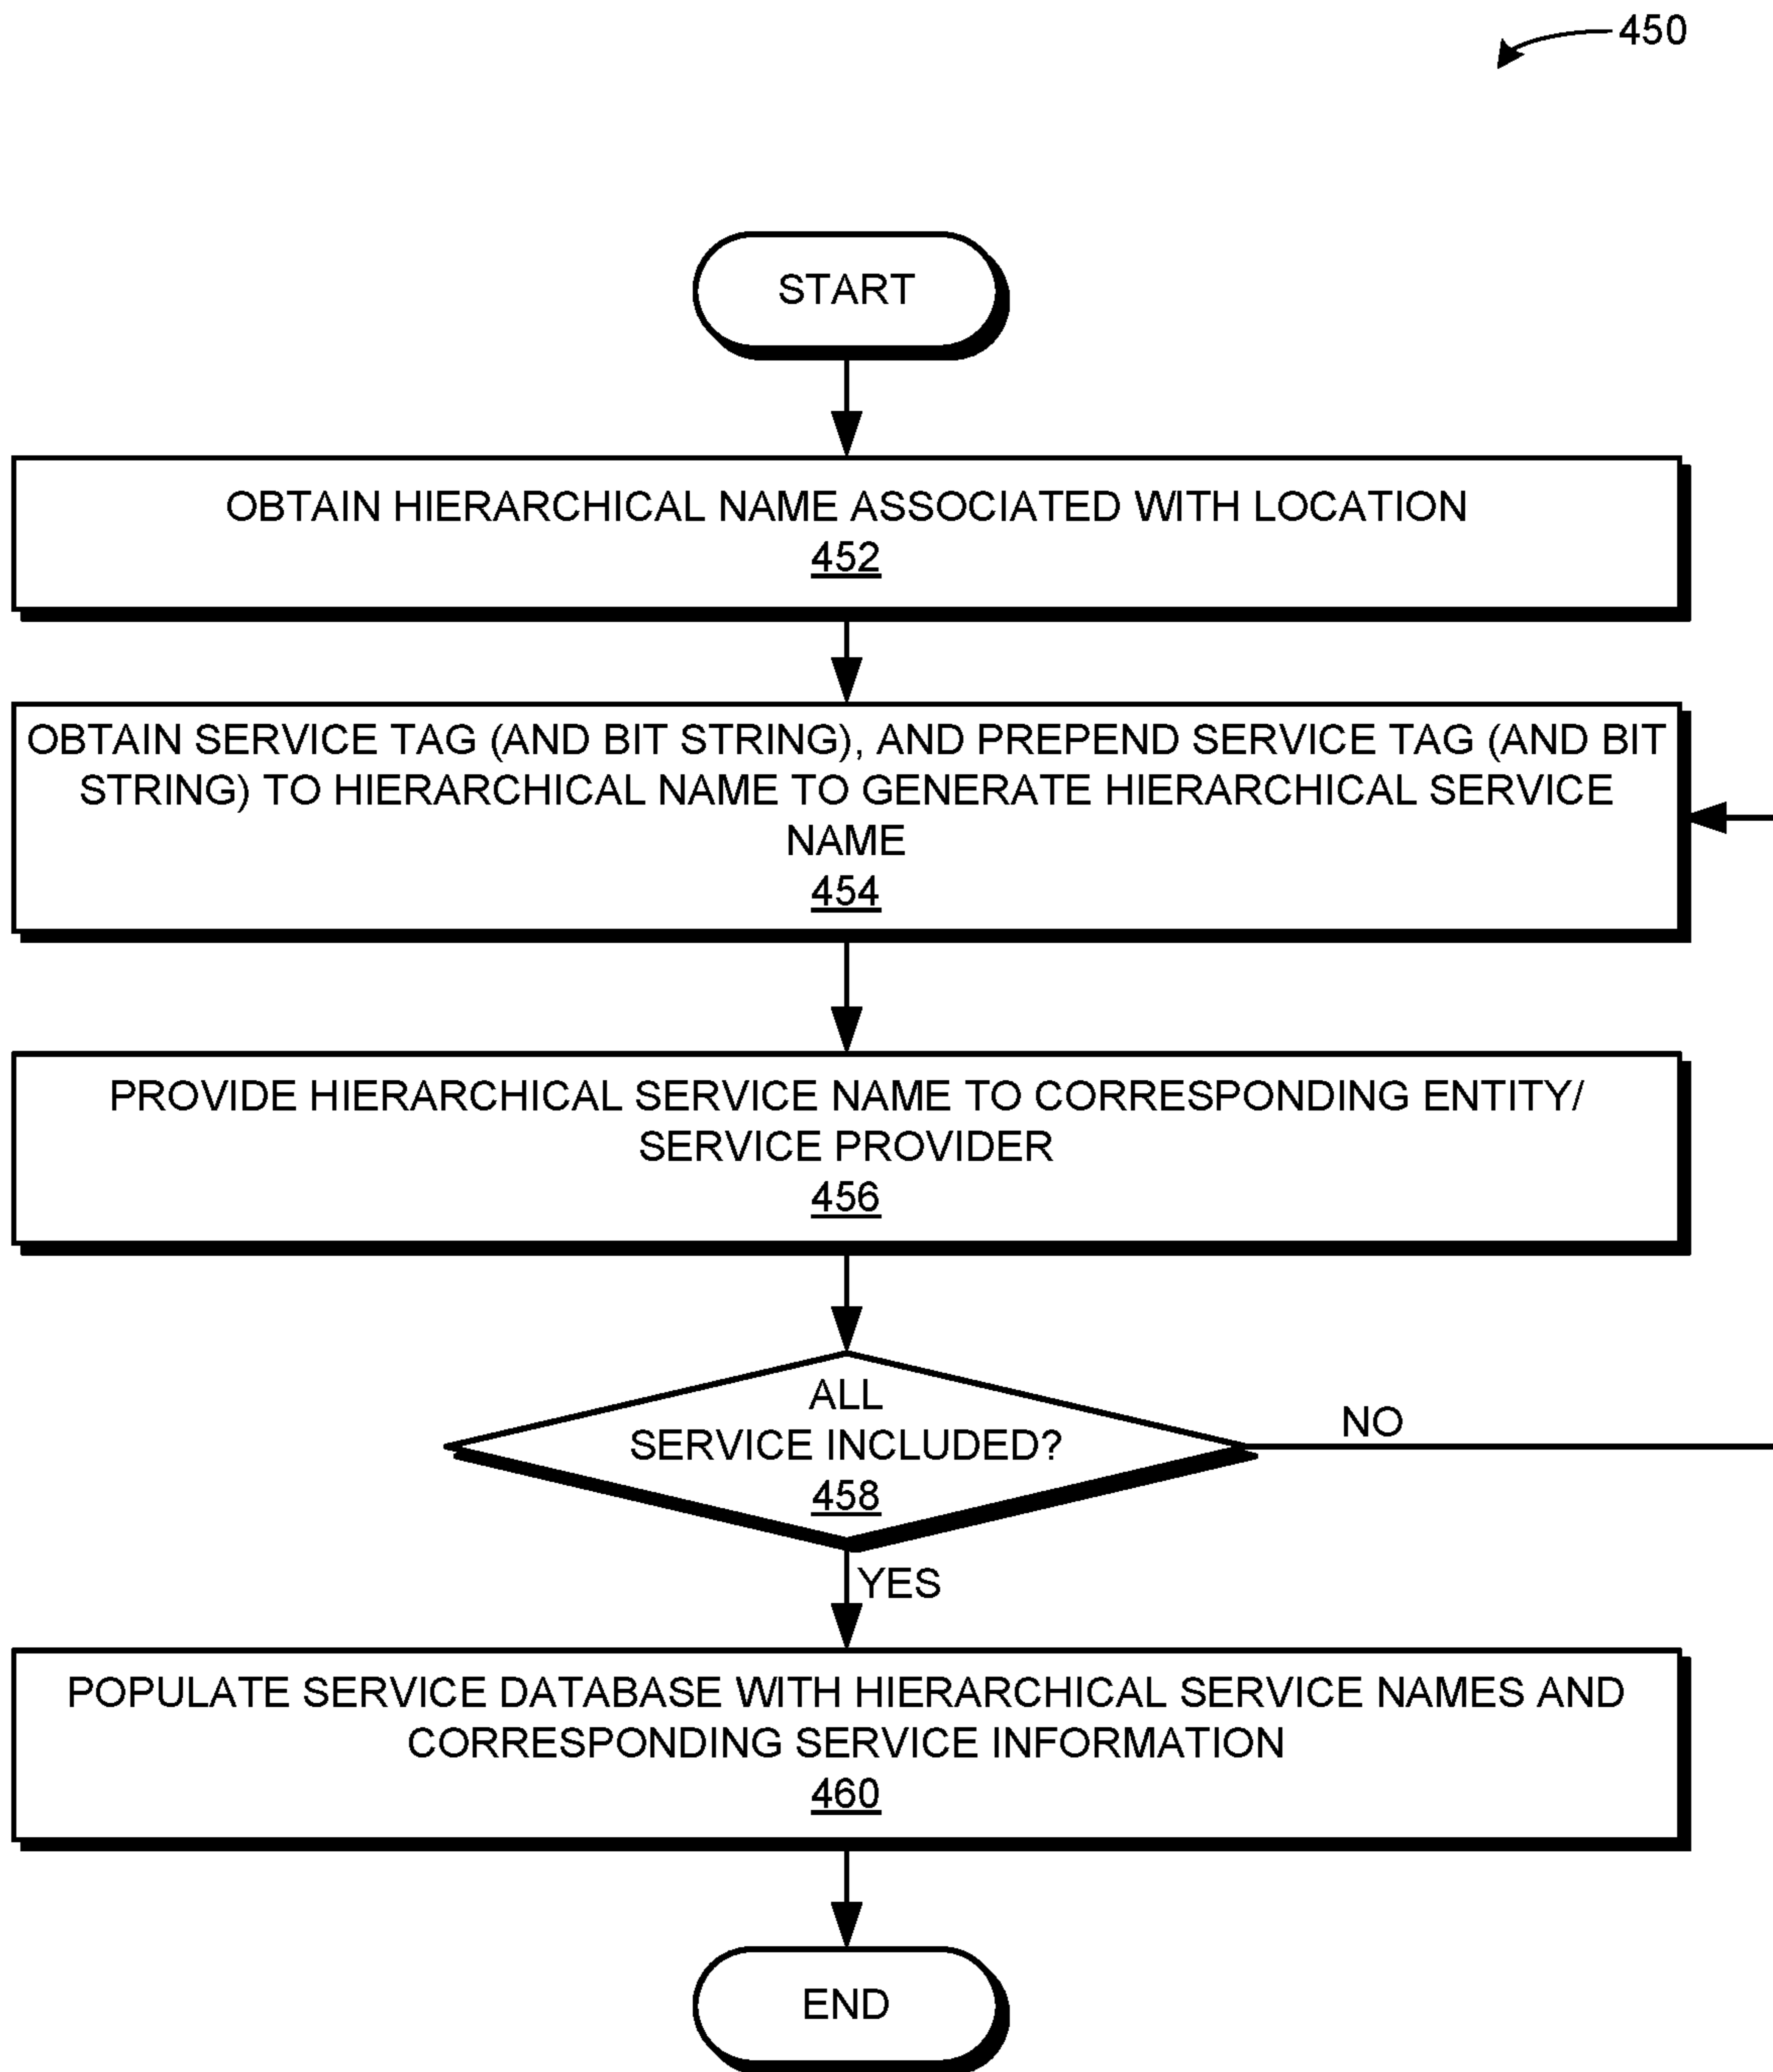 450
START
OBTAIN HIERARCHICAL NAME ASSOCIATED WITH LOCATION
452
OBTAIN SERVICE TAG (AND BIT STRING), AND PREPEND SERVICE TAG (AND BIT
STRING) TO HIERARCHICAL NAME TO GENERATE HIERARCHICAL SERVICE
NAME
454
PROVIDE HIERARCHICAL SERVICE NAME TO CORRESPONDING ENTITY/
SERVICE PROVIDER
456
ALL
SERVICE INCLUDED?
458
NO
YES
POPULATE SERVICE DATABASE WITH HIERARCHICAL SERVICE NAMES AND
CORRESPONDING SERVICE INFORMATION
460
END